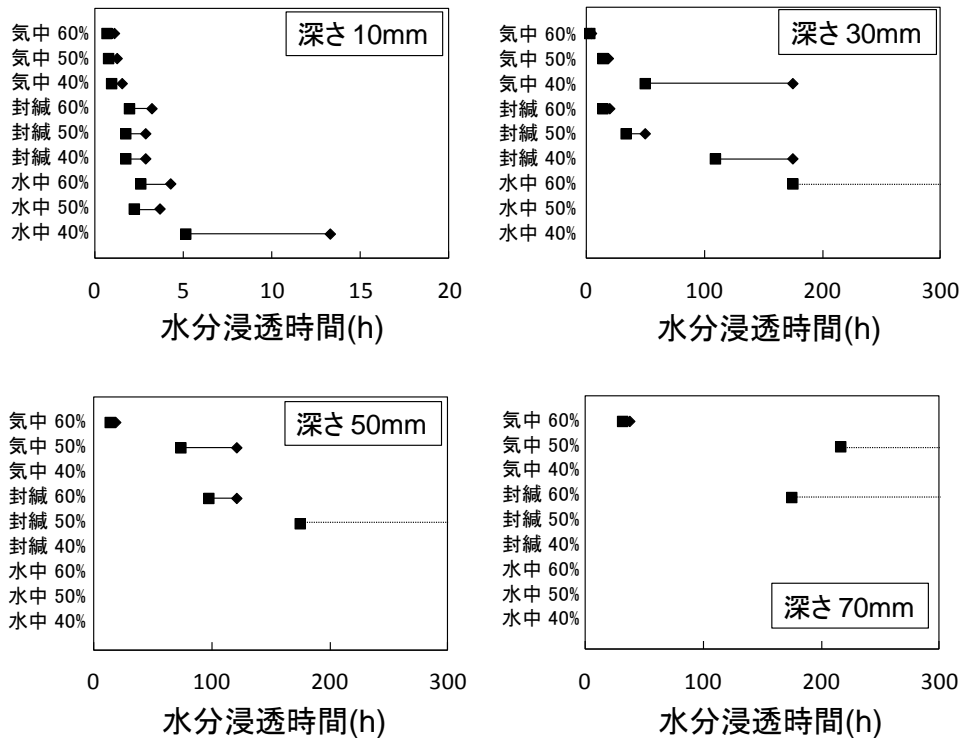 深さ 10mm
気中 60%
気中 50%
気中 40%
封緘 60%
封緘 50%
封緘 40%
水中 60%
水中 50%
水中 40%
0 5 10 15 20
水分浸透時間(h)
深さ 30mm
気中 60%
気中 50%
気中 40%
封緘 60%
封緘 50%
封緘 40%
水中 60%
水中 50%
水中 40%
0 100 200 300
水分浸透時間(h)
深さ 50mm
気中 60%
気中 50%
気中 40%
封緘 60%
封緘 50%
封緘 40%
水中 60%
水中 50%
水中 40%
0 100 200 300
水分浸透時間(h)
気中 60%
気中 50%
気中 40%
封緘 60%
封緘 50%
封緘 40%
水中 60%
水中 50%
水中 40%
深さ 70mm
0 100 200 300
水分浸透時間(h)